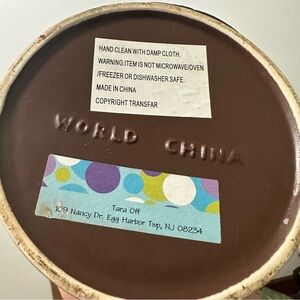 HAND CLEAN WITH DAMP CLOTH.
WARNING:ITEM IS NOT MICROWAVE/OVEN
/FREEZER OR DISHWASHER SAFE.
MADE IN CHINA
COPYRIGHT TRANSFAR
WORLD CHINA
Tara Off
109 Nancy Dr. Egg Harbor Twp, NJ 08234